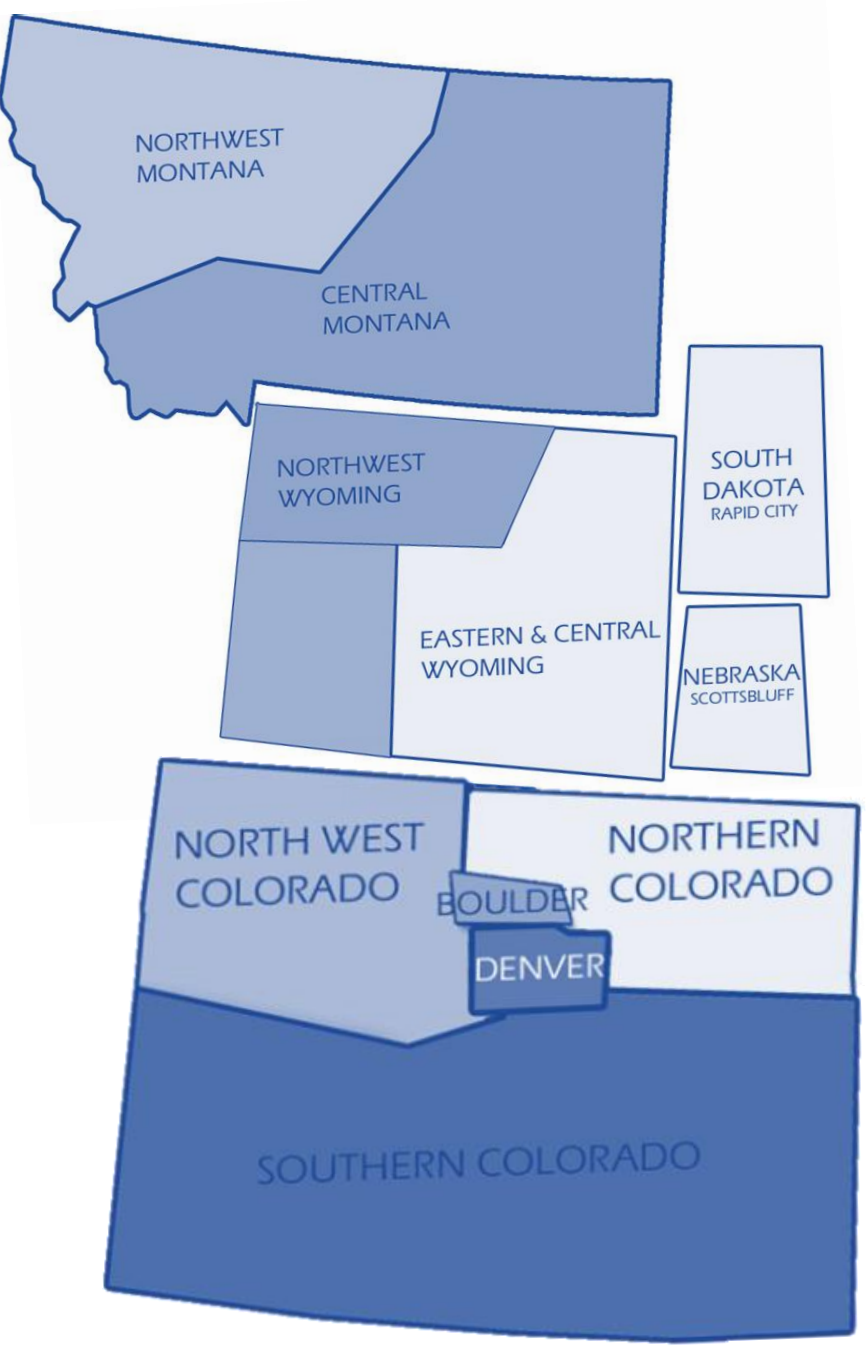 NORTHWEST
MONTANA
CENTRAL
MONTANA
NORTHWEST
WYOMING
SOUTH
DAKOTA
RAPID CITY
EASTERN & CENTRAL
WYOMING
NEBRASKA
SCOTTSBLUFF
NORTH WEST
COLORADO
NORTHERN
COLORADO
BOULDER
DENVER
SOUTHERN COLORADO